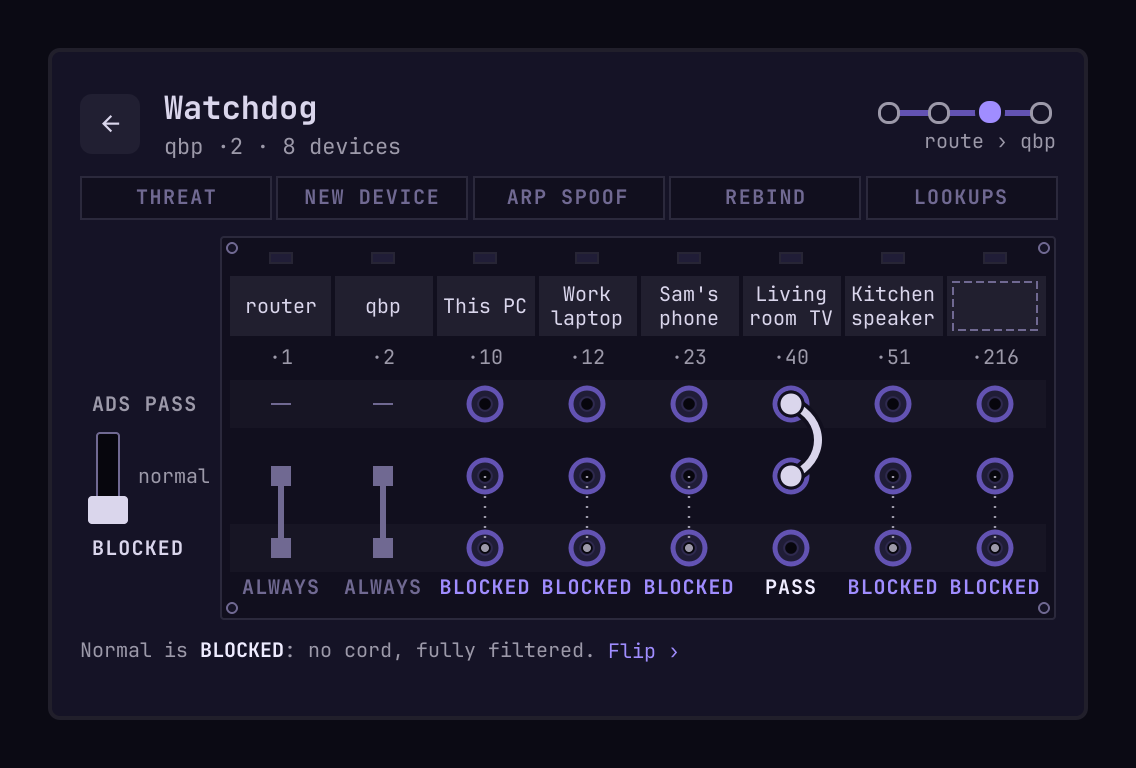 ←
Watchdog
qbp ·2 · 8 devices
route › qbp
THREAT NEW DEVICE ARP SPOOF REBIND LOOKUPS
router qbp This PC Work laptop Sam's phone Living room TV Kitchen speaker
·1 ·2 ·10 ·12 ·23 ·40 ·51 ·216
ADS PASS
normal
BLOCKED
ALWAYS ALWAYS BLOCKED BLOCKED BLOCKED PASS BLOCKED BLOCKED
Normal is BLOCKED: no cord, fully filtered. Flip ›